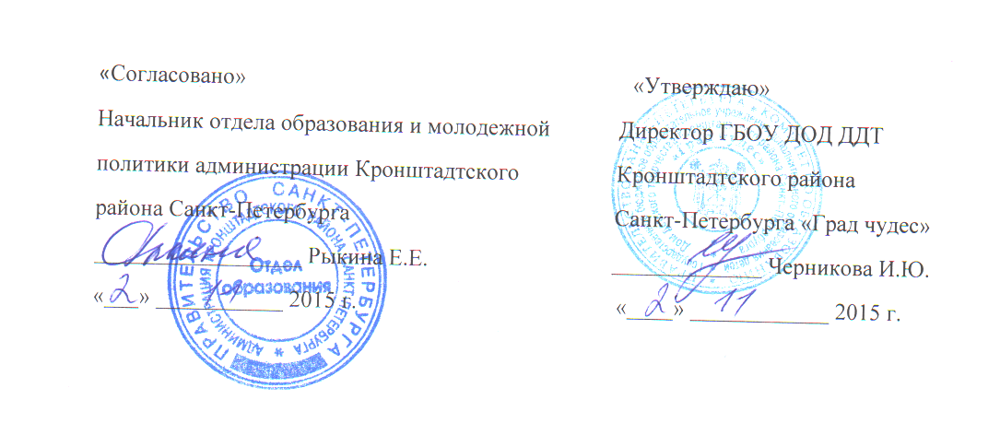 «Согласовано»
Начальник отдела образования и молодежной
политики администрации Кронштадтского
района Санкт-Петербурга
Рыкина Е.Е.
«2» 2015 г.
ПРАВИТЕЛЬСТВО САНКТ-ПЕТЕРБУРГА
АДМИНИСТРАЦИЯ КРОНШТАДТСКОГО РАЙОНА САНКТ-ПЕТЕРБУРГА
Отдел
образования
«Утверждаю»
Директор ГБОУ ДОД ДДТ
Кронштадтского района
Санкт-Петербурга «Град чудес»
Черникова И.Ю.
«2» 11 2015 г.